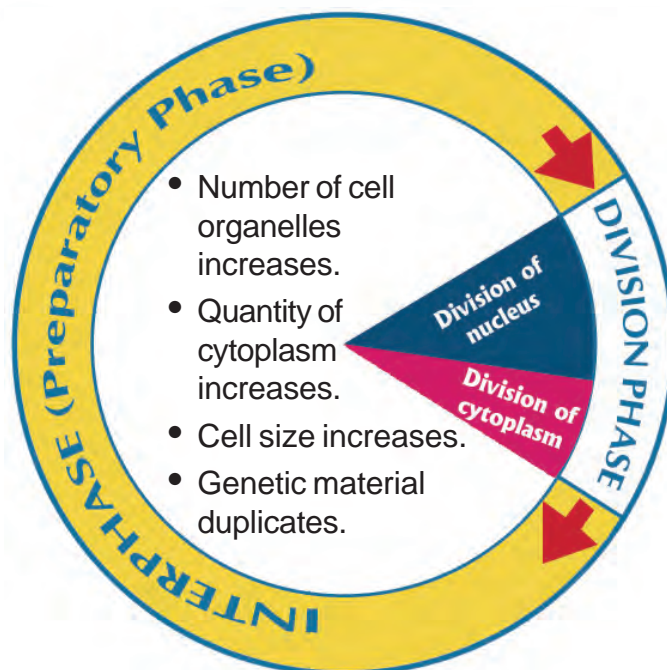 INTERPHASE (Preparatory Phase)
• Number of cell
organelles
increases.
• Quantity of
cytoplasm
increases.
• Cell size increases.
• Genetic material
duplicates.
Division of
nucleus
Division of
cytoplasm
DIVISION PHASE